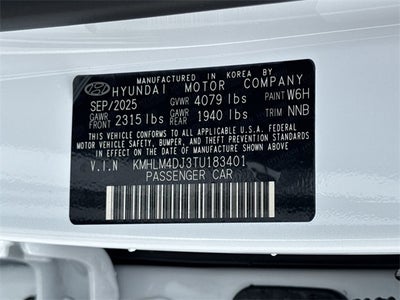 MANUFACTURED IN KOREA BY
HYUNDAI MOTOR COMPANY
SEP/2025 GVWR 4079 lbs PAINT W6H
GAWR FRONT 2315 lbs GAWR REAR 1940 lbs TRIM NNB
THIS VEHICLE CONFORMS TO ALL APPLICABLE U.S. FEDERAL
MOTOR VEHICLE SAFETY, BUMPER, AND THEFT
PREVENTION STANDARDS IN EFFECT ON THE DATE OF
MANUFACTURE SHOWN ABOVE.
V.I.N KMHLM4DJ3TU183401
PASSENGER CAR